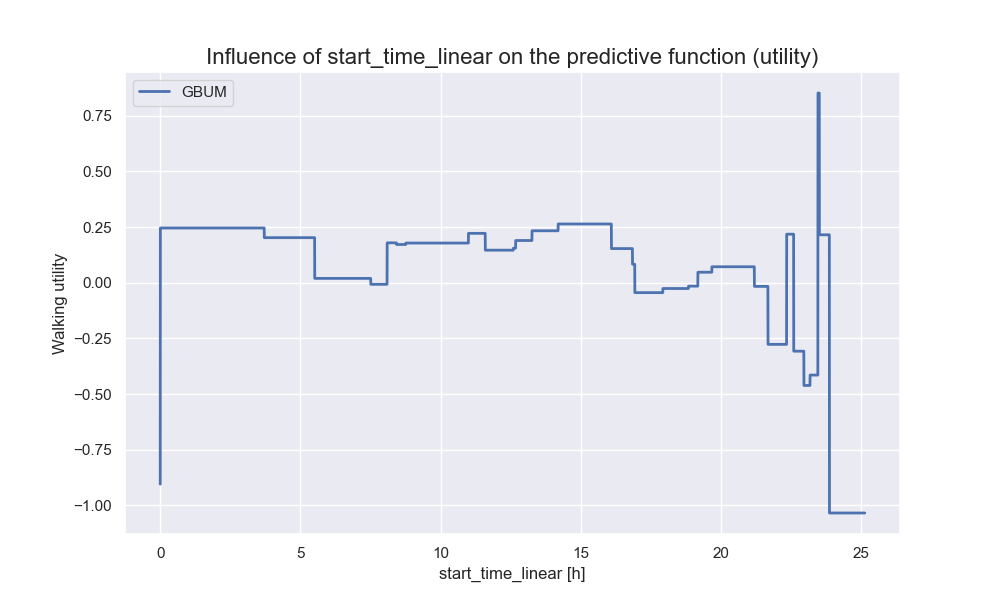 Influence of start_time_linear on the predictive function (utility)
GBUM
0.75
0.50
0.25
0.00
−0.25
−0.50
−0.75
−1.00
Walking utility
0 5 10 15 20 25
start_time_linear [h]